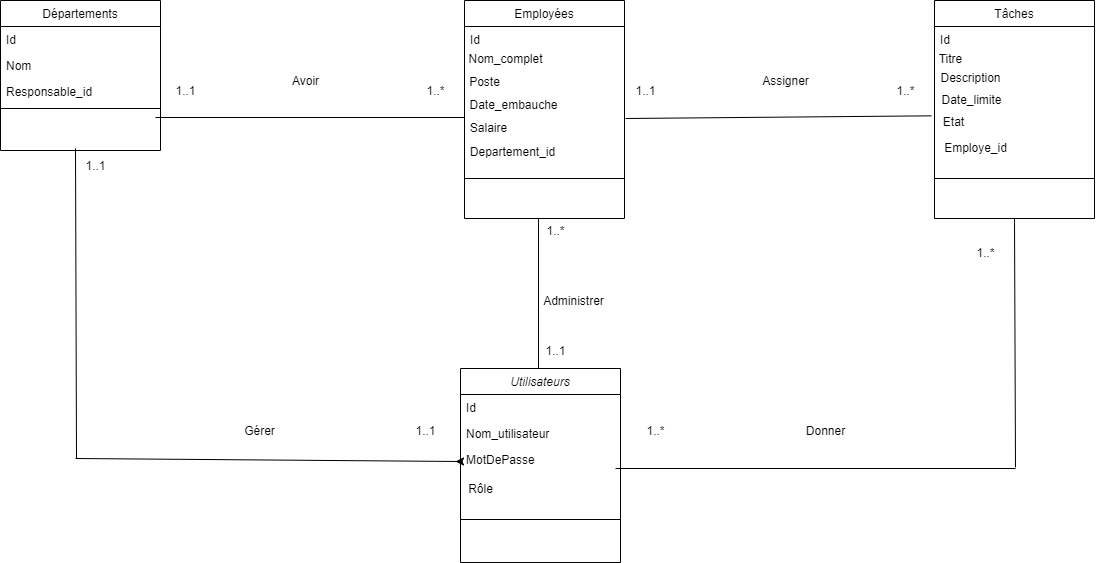 Départements
Id
Nom
Responsable_id
1..1
Avoir
1..*
Employées
Id
Nom_complet
Poste
Date_embauche
Salaire
Departement_id
1..1
Assigner
1..*
Tâches
Id
Titre
Description
Date_limite
Etat
Employe_id
1..1
1..*
1..*
Administrer
1..1
Utilisateurs
Id
Nom_utilisateur
MotDePasse
Rôle
Gérer
1..1
1..*
Donner